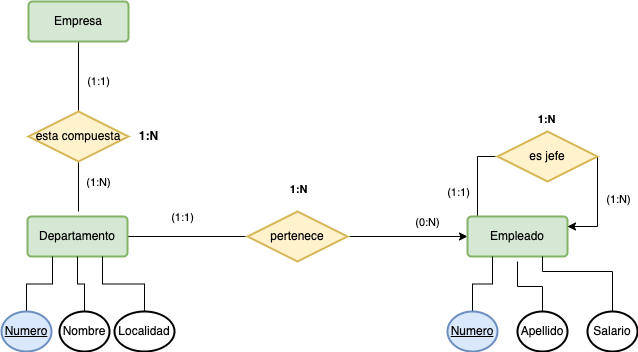 Empresa
(1:1)
esta compuesta
1:N
(1:N)
1:N
es jefe
(1:1)
(1:N)
1:N
Departamento
(1:1)
pertenece
(0:N)
Empleado
Numero
Nombre
Localidad
Numero
Apellido
Salario